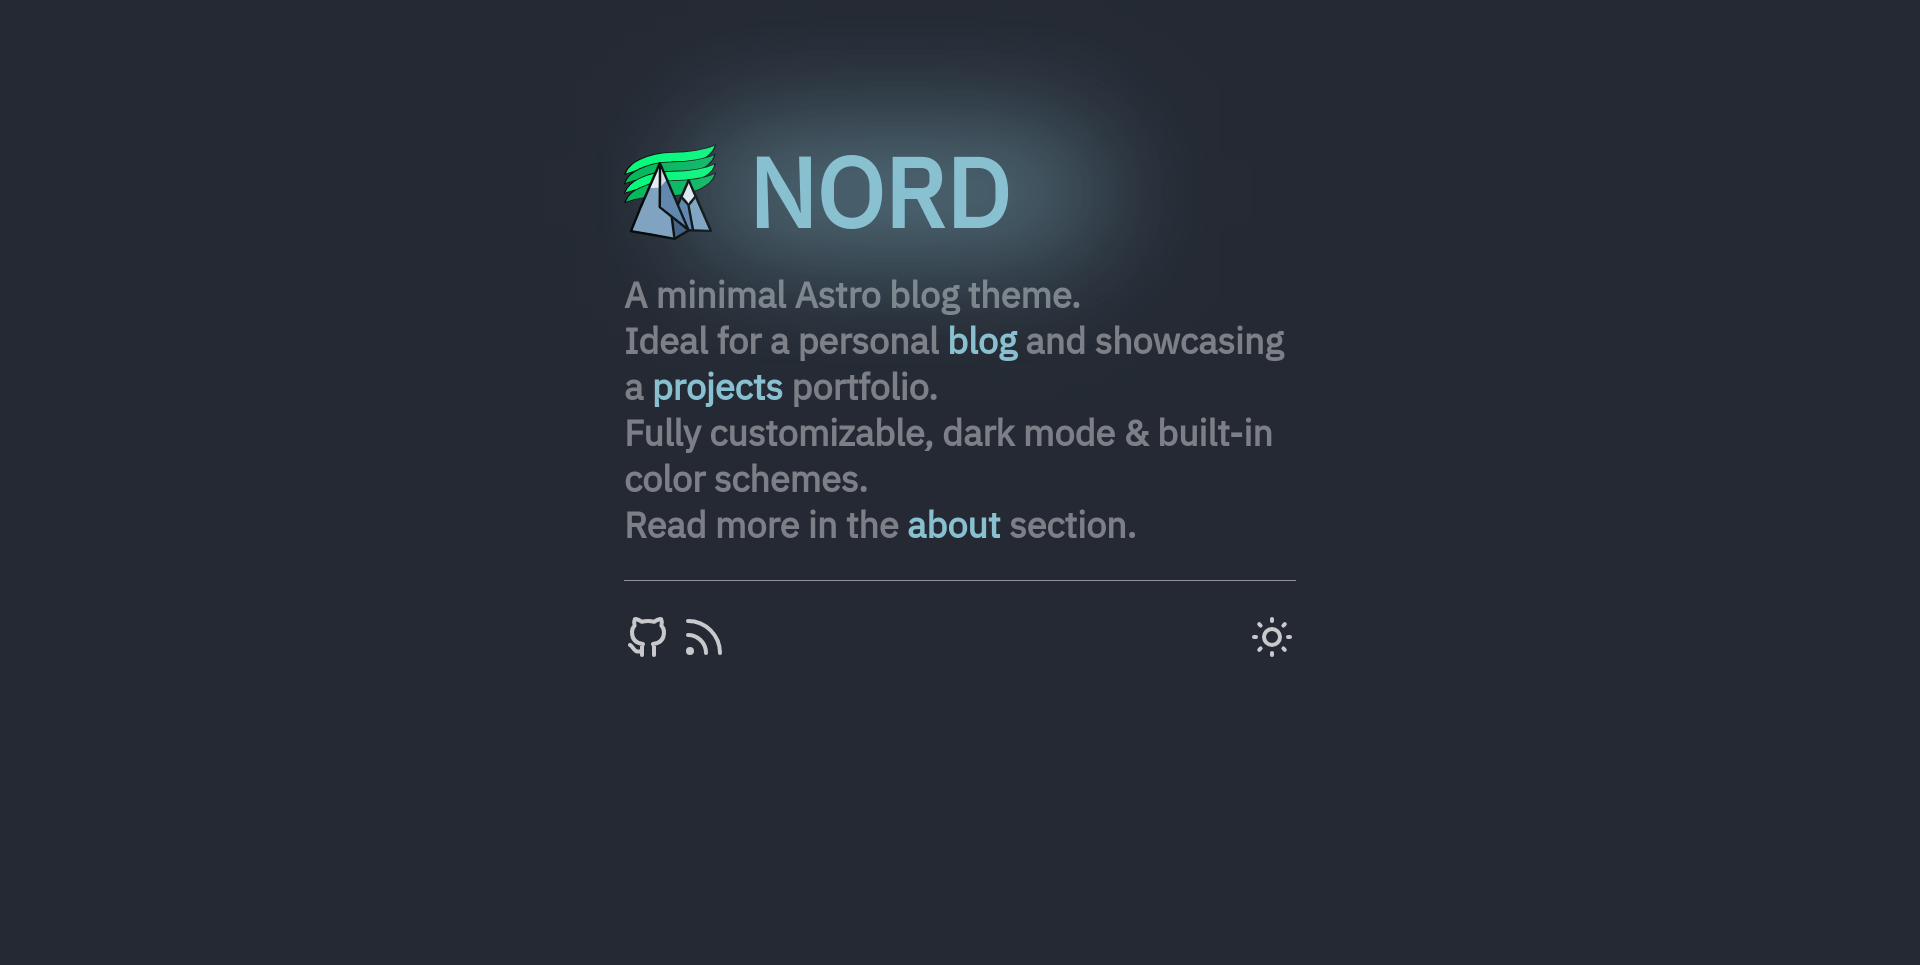 NORD
A minimal Astro blog theme.
Ideal for a personal blog and showcasing
a projects portfolio.
Fully customizable, dark mode & built-in
color schemes.
Read more in the about section.